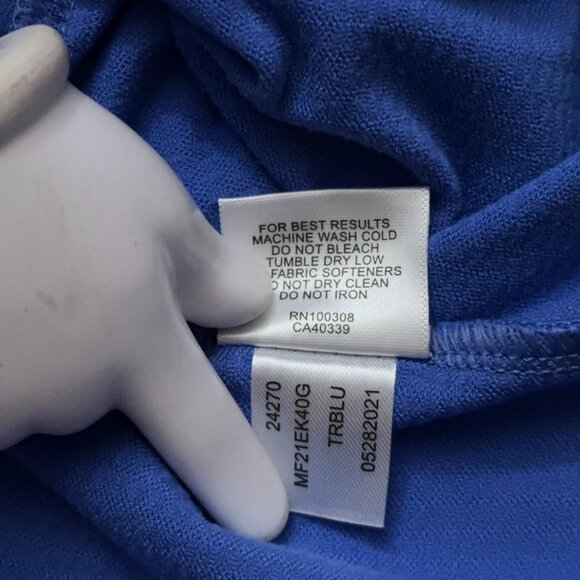 FOR BEST RESULTS
MACHINE WASH COLD
DO NOT BLEACH
TUMBLE DRY LOW
FABRIC SOFTENERS
DO NOT DRY CLEAN
DO NOT IRON
RN100308
CA40339
24270
MF21EK40G
TRBLU
05282021